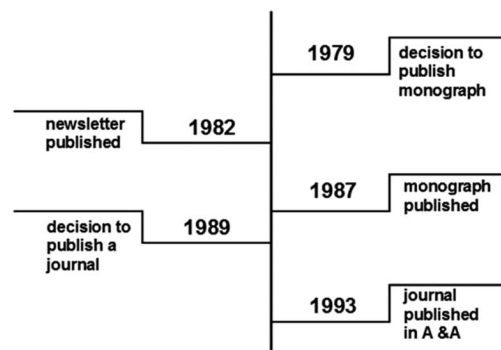 1979
decision to
publish
monograph
newsletter
published
1982
1987
monograph
published
decision to
publish a
journal
1989
1993
journal
published
in A &A